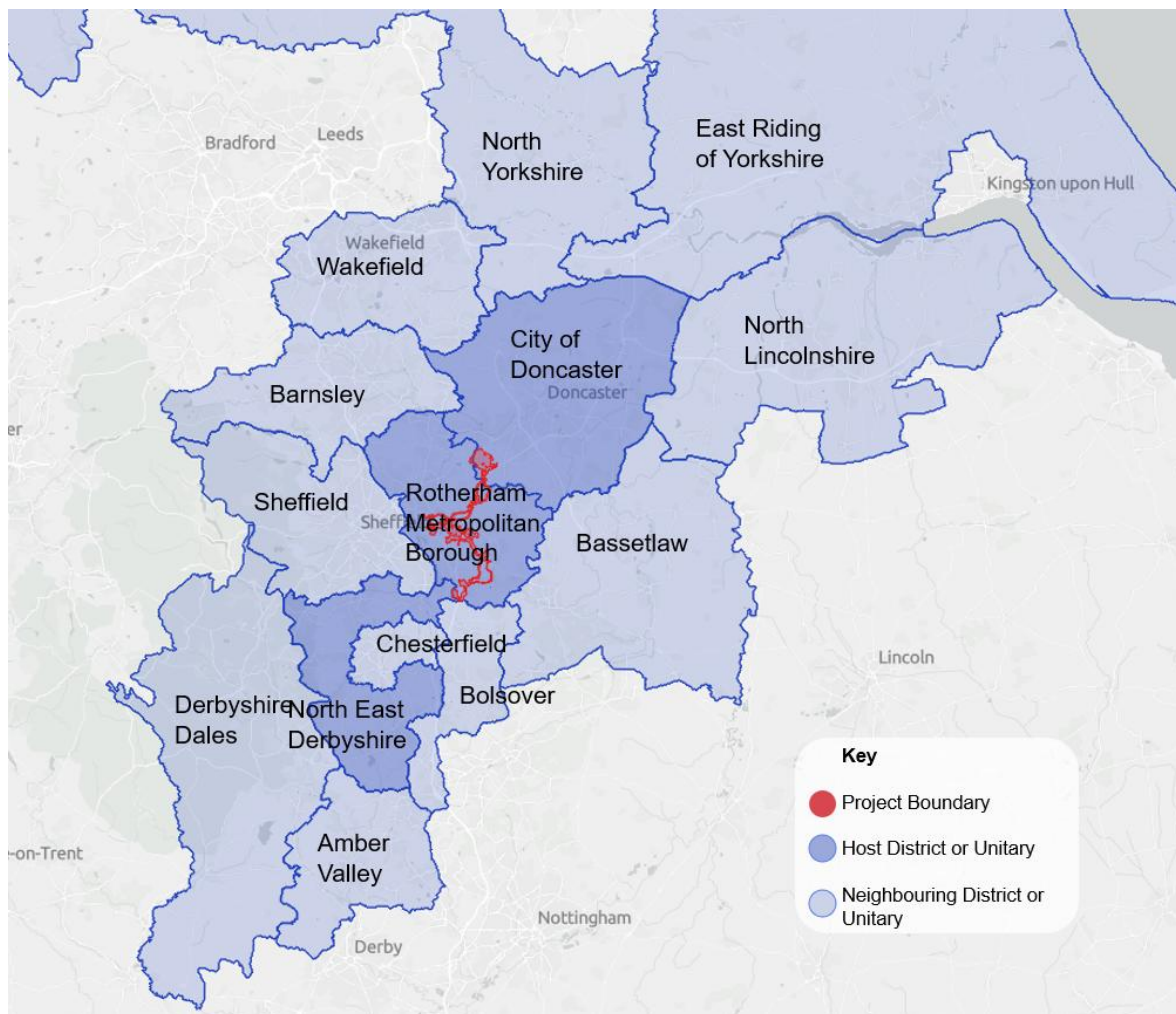 Bradford
Leeds
North
Yorkshire
East Riding
of Yorkshire
Kingston upon Hull
Wakefield
Wakefield
City of
Doncaster
Doncaster
North
Lincolnshire
Barnsley
er
Sheffield
Sheffie
Rotherham
Metropolitan
Borough
Bassetlaw
Chesterfield
Lincoln
Bolsover
Derbyshire
Dales
North East
Derbyshire
Amber
Valley
e-on-Trent
Derby
Nottingham
Key
Project Boundary
Host District or Unitary
Neighbouring District or
Unitary